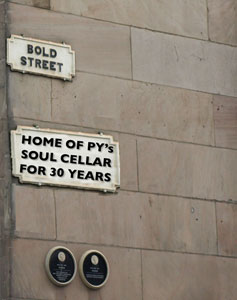 BOLD
STREET
HOME OF PY's
SOUL CELLAR
FOR 30 YEARS